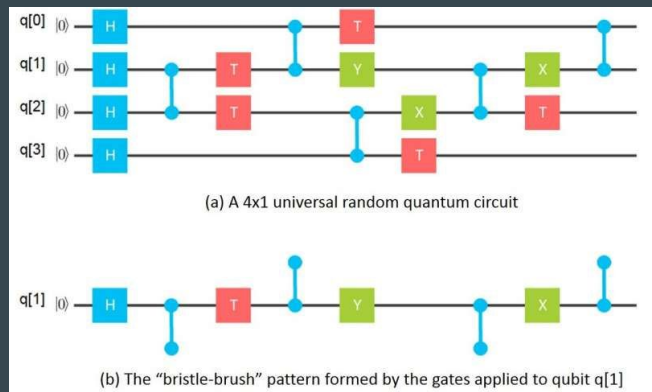 q[0] |0⟩ H T
q[1] |0⟩ H T Y X
q[2] |0⟩ H T X T
q[3] |0⟩ H T
(a) A 4x1 universal random quantum circuit
q[1] |0⟩ H T Y X
(b) The “bristle-brush” pattern formed by the gates applied to qubit q[1]